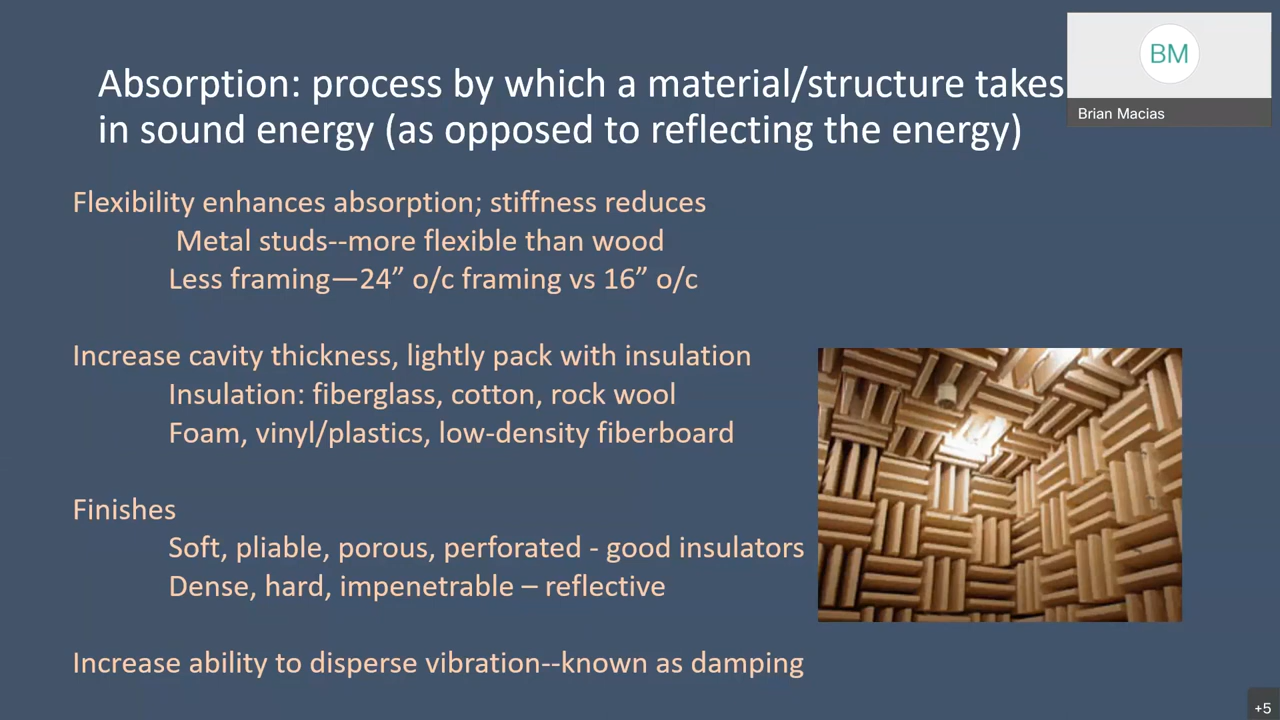 Absorption: process by which a material/structure takes
in sound energy (as opposed to reflecting the energy)
BM
Brian Macias
Flexibility enhances absorption; stiffness reduces
Metal studs--more flexible than wood
Less framing—24” o/c framing vs 16” o/c
Increase cavity thickness, lightly pack with insulation
Insulation: fiberglass, cotton, rock wool
Foam, vinyl/plastics, low-density fiberboard
Finishes
Soft, pliable, porous, perforated - good insulators
Dense, hard, impenetrable – reflective
Increase ability to disperse vibration--known as damping
+5